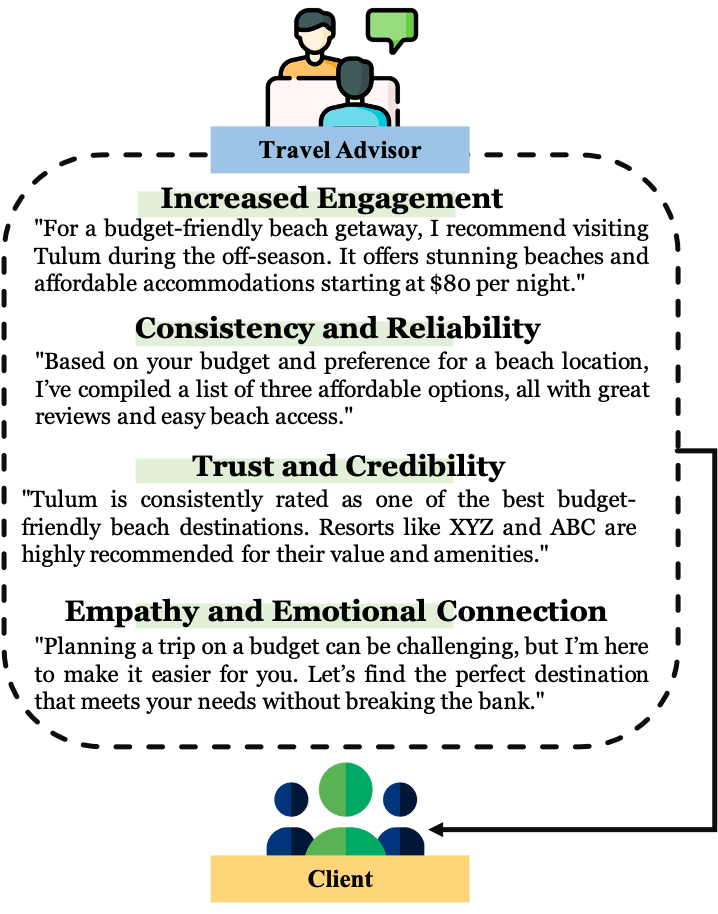 Travel Advisor
Increased Engagement
"For a budget-friendly beach getaway, I recommend visiting
Tulum during the off-season. It offers stunning beaches and
affordable accommodations starting at $80 per night."
Consistency and Reliability
"Based on your budget and preference for a beach location,
I’ve compiled a list of three affordable options, all with great
reviews and easy beach access."
Trust and Credibility
"Tulum is consistently rated as one of the best budget-
friendly beach destinations. Resorts like XYZ and ABC are
highly recommended for their value and amenities."
Empathy and Emotional Connection
"Planning a trip on a budget can be challenging, but I’m here
to make it easier for you. Let’s find the perfect destination
that meets your needs without breaking the bank."
Client